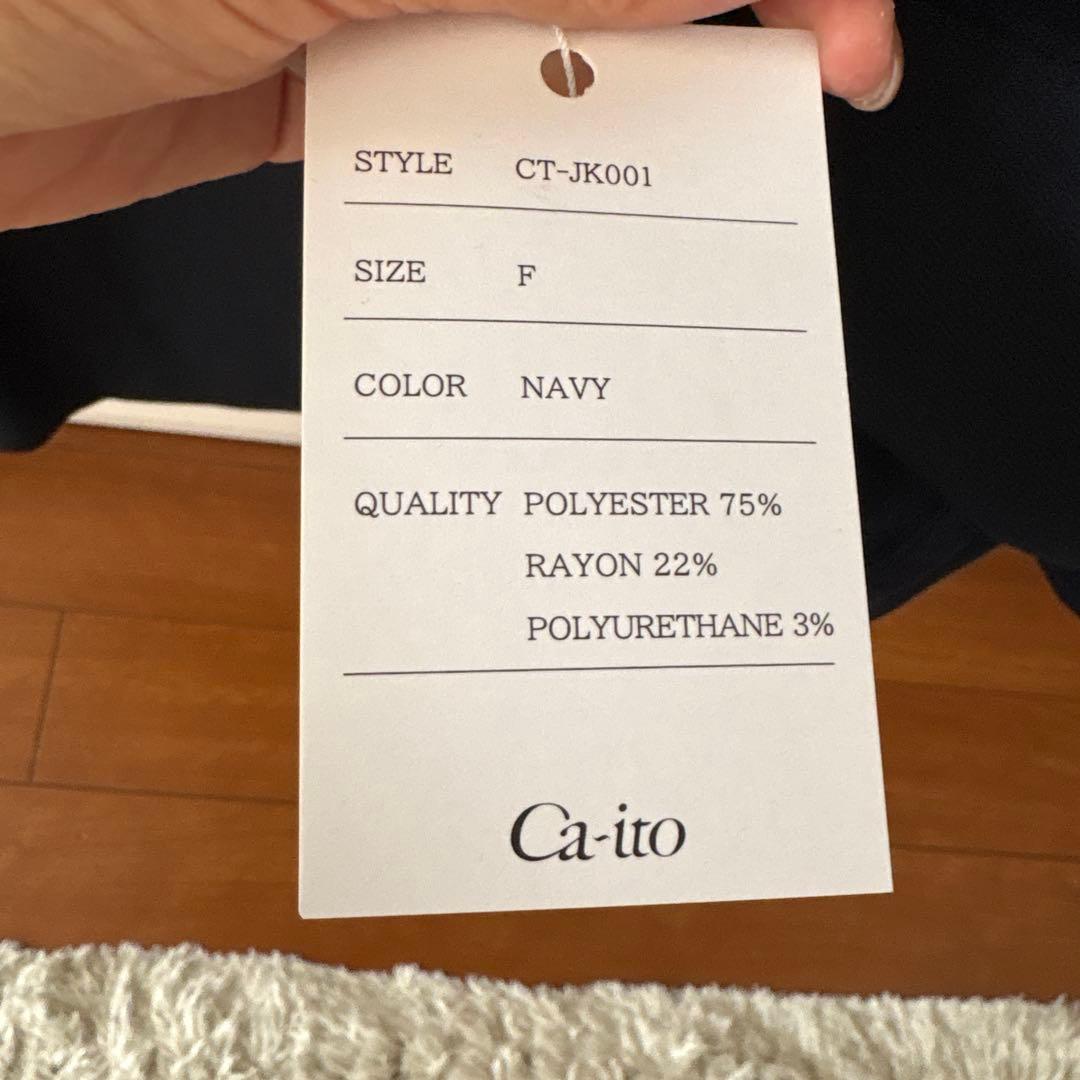 STYLE CT-JK001
SIZE F
COLOR NAVY
QUALITY POLYESTER 75%
RAYON 22%
POLYURETHANE 3%
Ca-ito